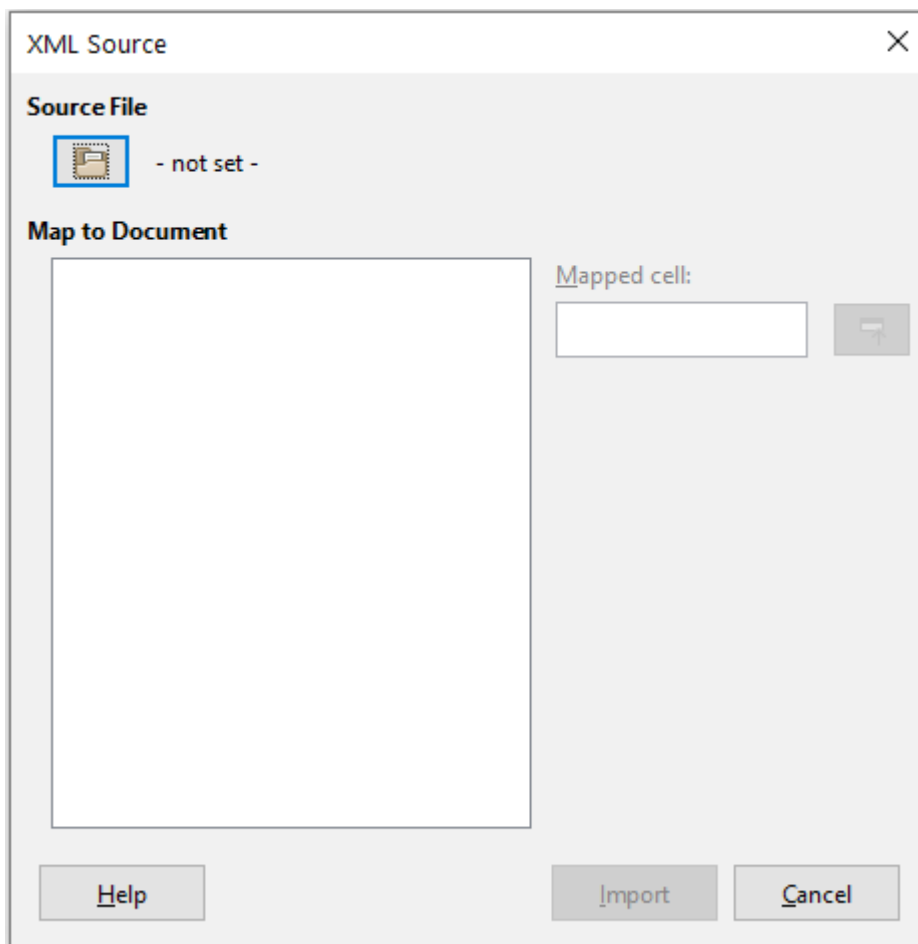 XML Source
Source File
- not set -
Map to Document
Mapped cell:
Help
Import
Cancel